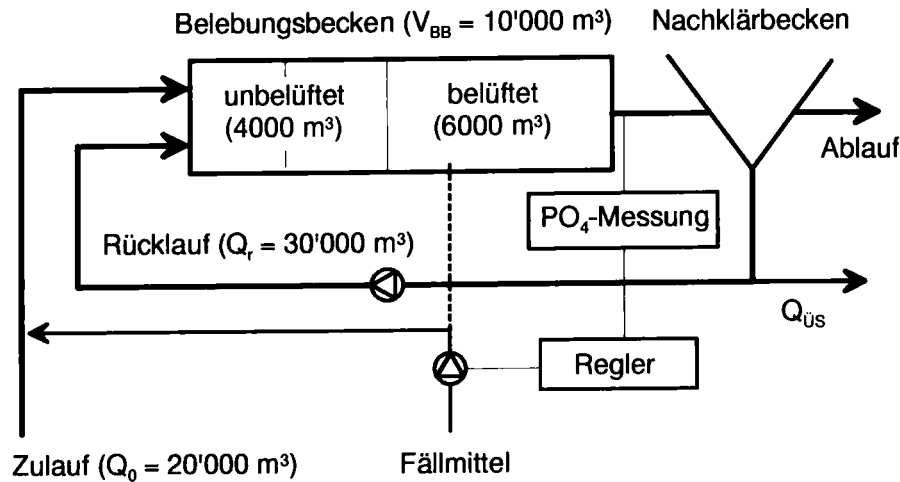 Belebungsbecken (V_BB = 10'000 m³)
Nachklärbecken
unbelüftet
(4000 m³)
belüftet
(6000 m³)
Ablauf
PO₄-Messung
Rücklauf (Qᵣ = 30'000 m³)
Q_ÜS
Regler
Zulauf (Q₀ = 20'000 m³)
Fällmittel